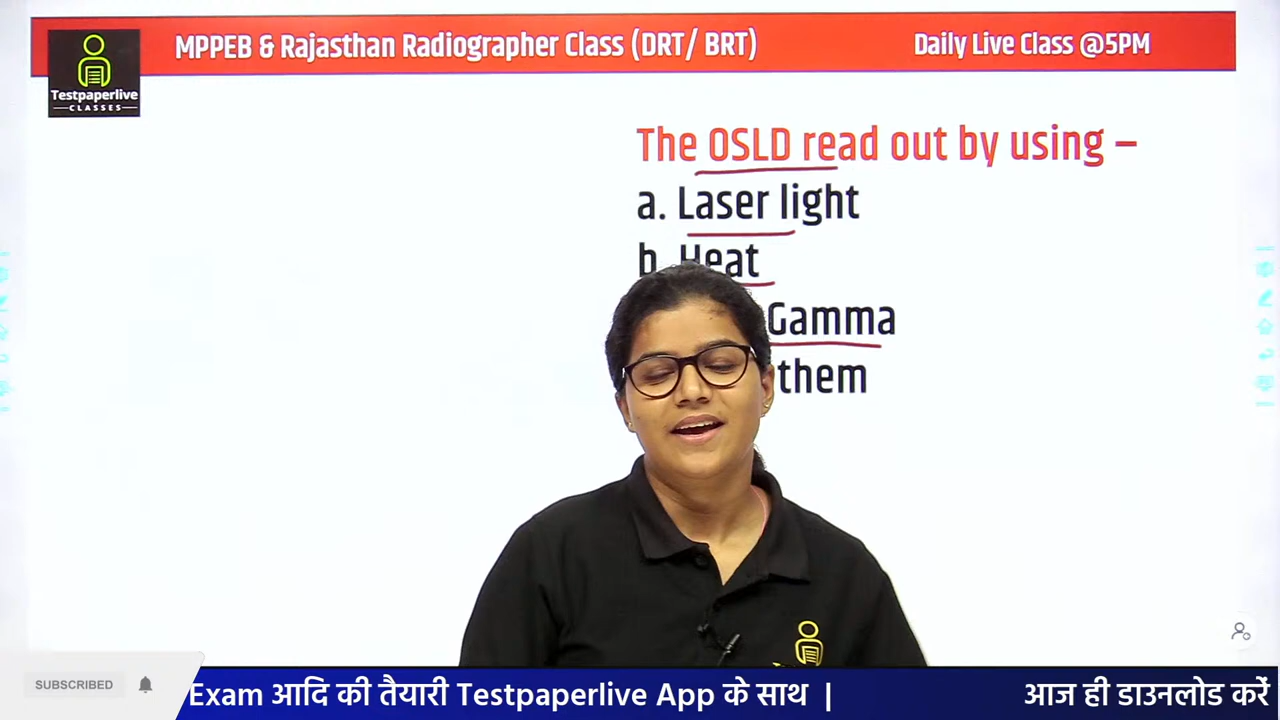 MPPEB & Rajasthan Radiographer Class (DRT/ BRT)
Daily Live Class @5PM
Testpaperlive
CLASSES
The OSLD read out by using –
a. Laser light
b. Heat
Gamma
them
SUBSCRIBED
Exam आदि की तैयारी Testpaperlive App के साथ |
आज ही डाउनलोड करें